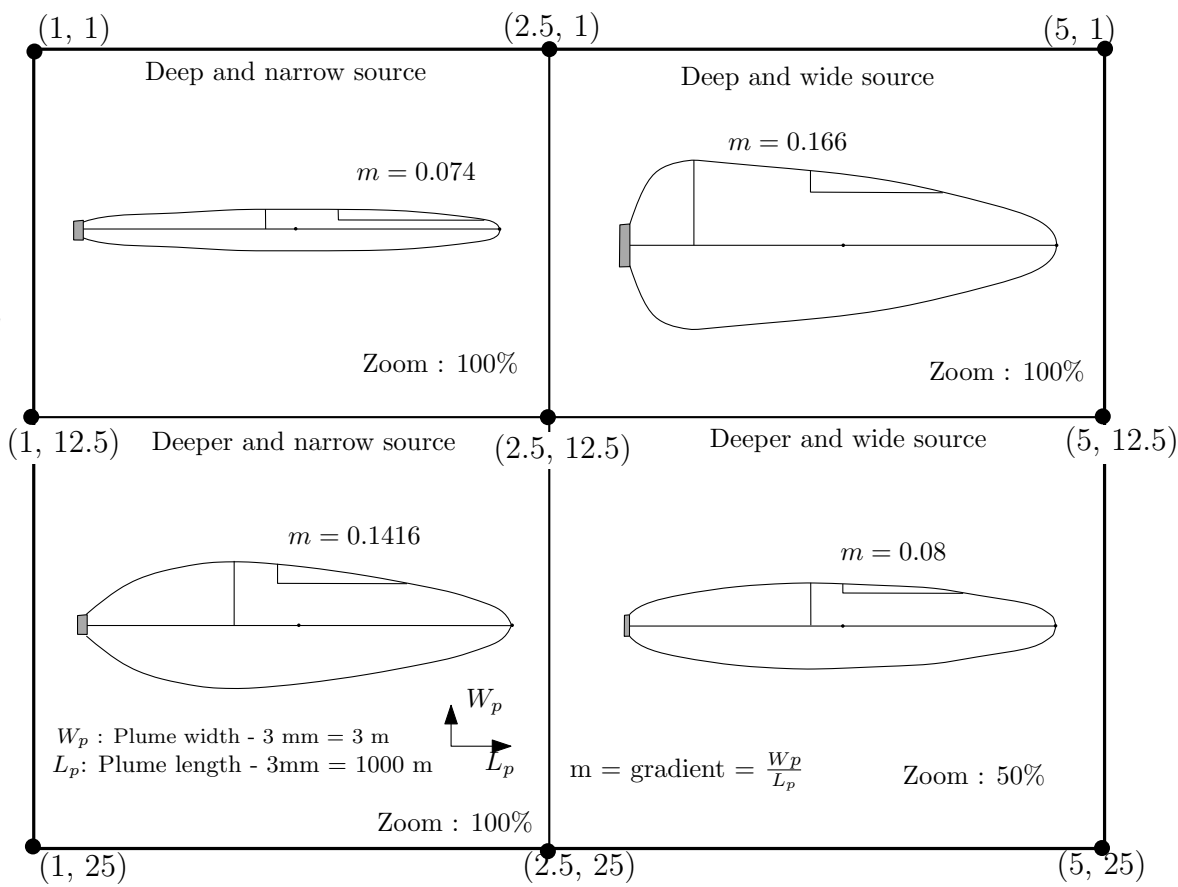 (1, 1)
(2.5, 1)
(5, 1)
Deep and narrow source
Deep and wide source
m = 0.074
m = 0.166
Zoom : 100%
Zoom : 100%
(1, 12.5)
(2.5, 12.5)
(5, 12.5)
Deeper and narrow source
Deeper and wide source
m = 0.1416
m = 0.08
W_p
L_p
W_p : Plume width - 3 mm = 3 m
L_p: Plume length - 3mm = 1000 m
Zoom : 100%
m = gradient = Wp/L_p
Zoom : 50%
(1, 25)
(2.5, 25)
(5, 25)